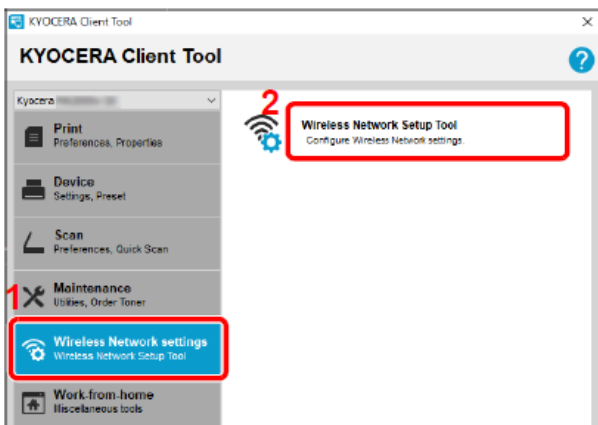 KYOCERA Client Tool
KYOCERA Client Tool
?
Kyocera
Print
Preferences, Properties
Device
Settings, Preset
Scan
Preferences, Quick Scan
1
Maintenance
Utilities, Order Toner
Wireless Network settings
Wireless Network Setup Tool
Work-from-home
Miscellaneous tools
2
Wireless Network Setup Tool
Configure Wireless Network settings.